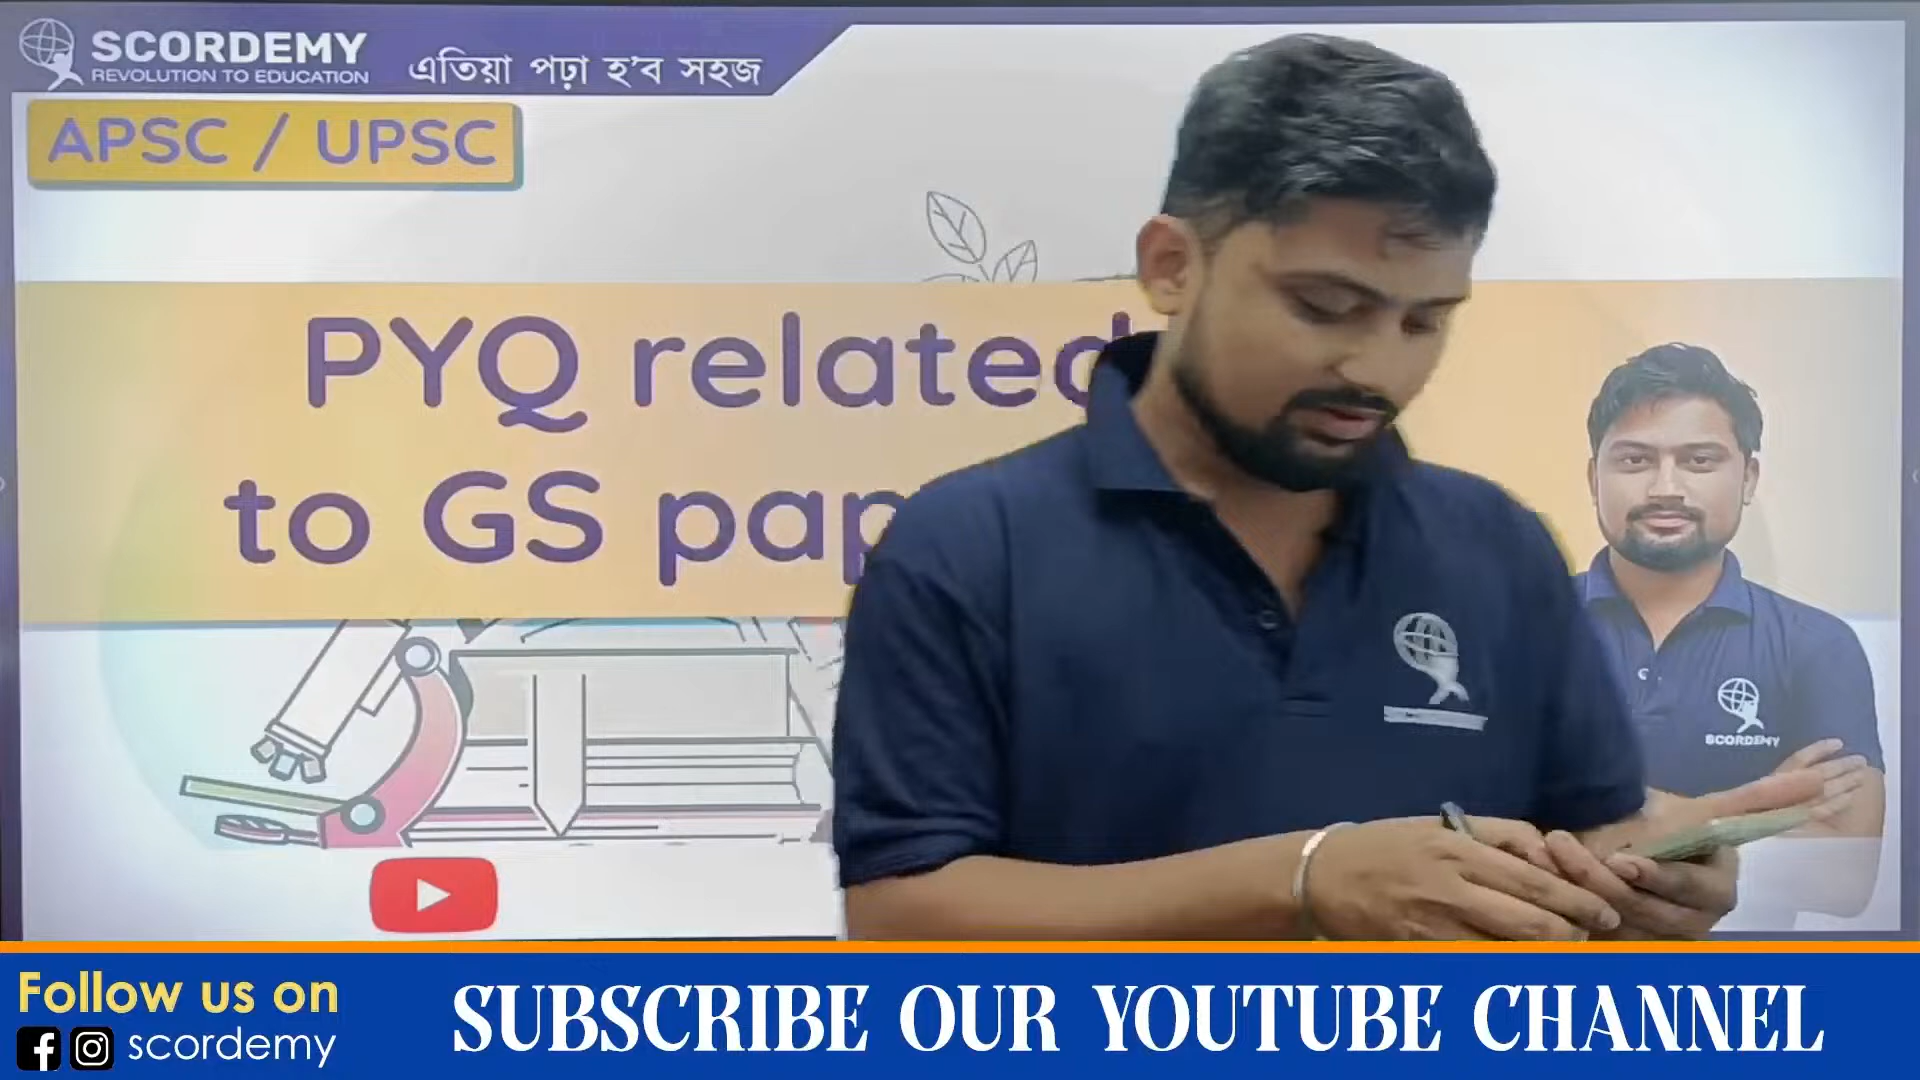 SCORDEMY
REVOLUTION TO EDUCATION
এতিয়া পঢ়া হ'ব সহজ
APSC / UPSC
PYQ related
to GS
SCORDEMY
Follow us on
scordemy
SUBSCRIBE OUR YOUTUBE CHANNEL